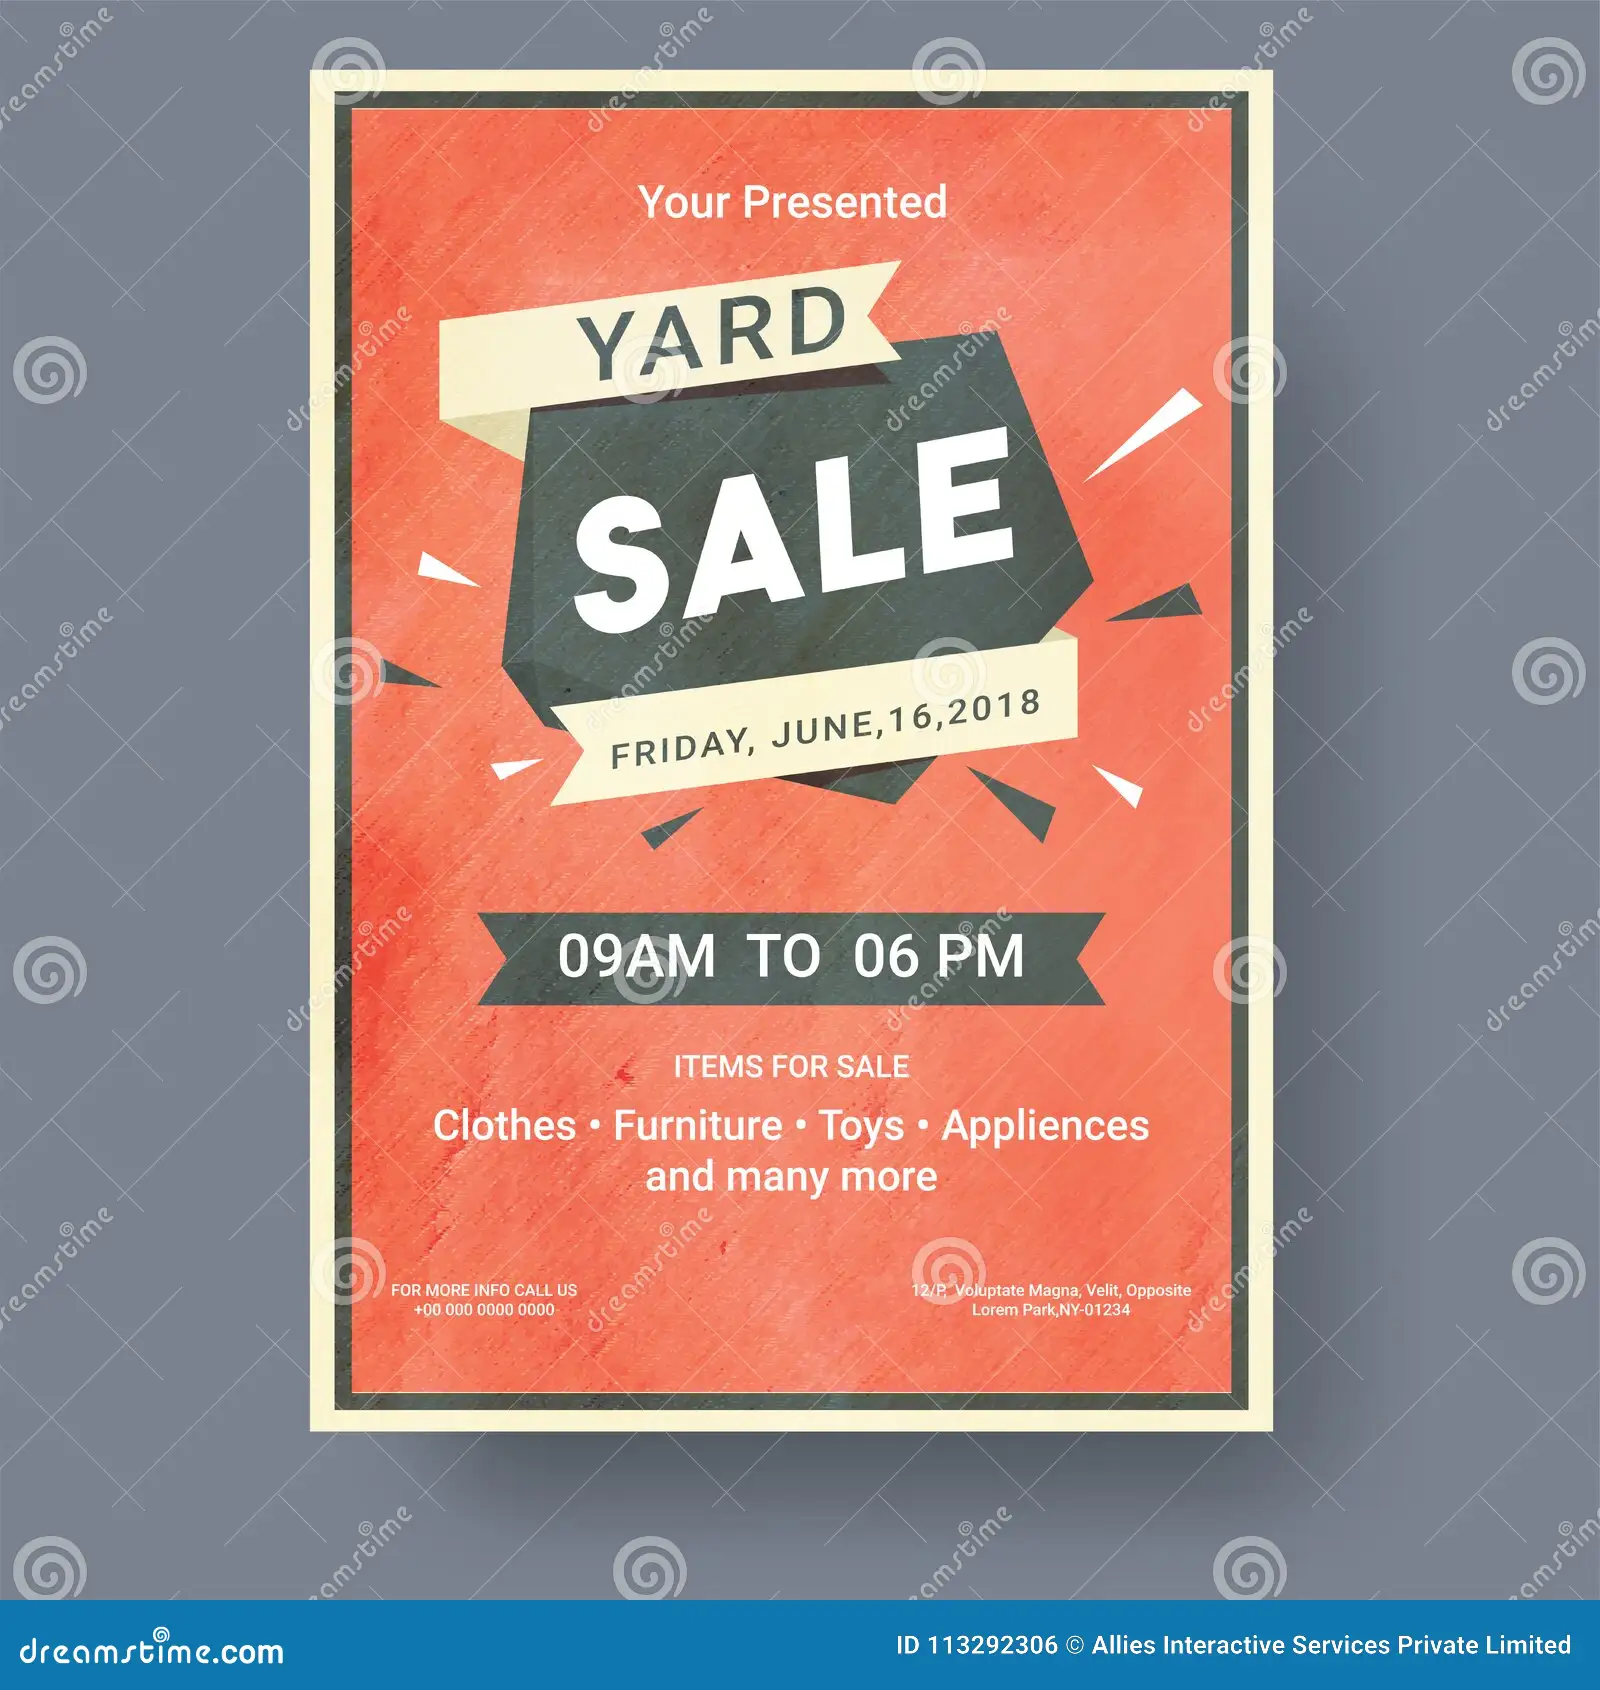 Your Presented
YARD
SALE
FRIDAY, JUNE,16,2018
09AM TO 06 PM
ITEMS FOR SALE
Clothes • Furniture • Toys • Appliences
and many more
FOR MORE INFO CALL US
+00 000 0000 0000
12/P, Voluptate Magna, Velit, Opposite
Lorem Park,NY-01234
dreamstime
dreamstime.com
ID 113292306 © Allies Interactive Services Private Limited